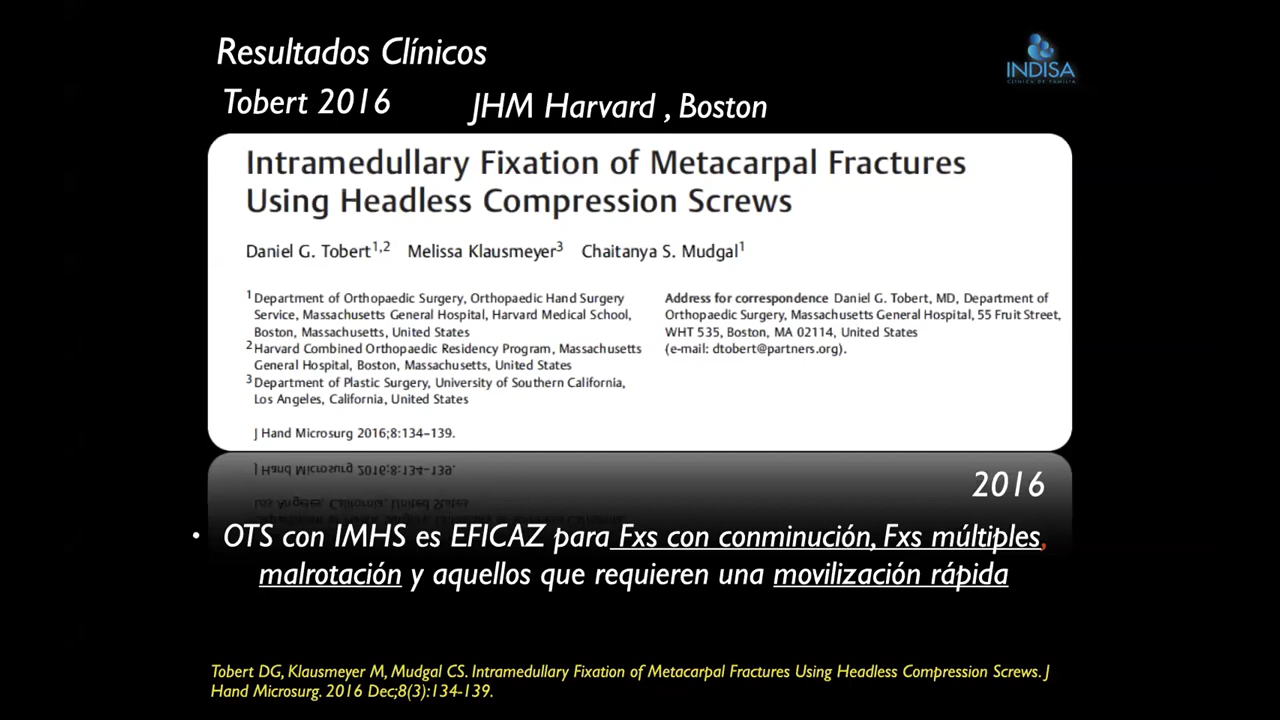 Resultados Clínicos
INDISA
CLÍNICA DE FAMILIA
Tobert 2016 JHM Harvard , Boston
Intramedullary Fixation of Metacarpal Fractures
Using Headless Compression Screws
Daniel G. Tobert1,2 Melissa Klausmeyer3 Chaitanya S. Mudgal1
1 Department of Orthopaedic Surgery, Orthopaedic Hand Surgery
Service, Massachusetts General Hospital, Harvard Medical School,
Boston, Massachusetts, United States
2 Harvard Combined Orthopaedic Residency Program, Massachusetts
General Hospital, Boston, Massachusetts, United States
3 Department of Plastic Surgery, University of Southern California,
Los Angeles, California, United States
Address for correspondence Daniel G. Tobert, MD, Department of
Orthopaedic Surgery, Massachusetts General Hospital, 55 Fruit Street,
WHT 535, Boston, MA 02114, United States
(e-mail: dtobert@partners.org).
J Hand Microsurg 2016;8:134–139.
2016
• OTS con IMHS es EFICAZ para Fxs con conminución, Fxs múltiples,
malrotación y aquellos que requieren una movilización rápida
Tobert DG, Klausmeyer M, Mudgal CS. Intramedullary Fixation of Metacarpal Fractures Using Headless Compression Screws. J
Hand Microsurg. 2016 Dec;8(3):134-139.